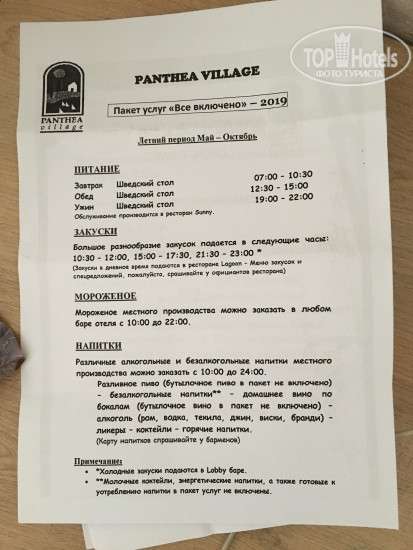 TOPHotels
ФОТО ТУРИСТА
PANTHEA
village
PANTHEA VILLAGE
Пакет услуг «Все включено» – 2019
Летний период Май – Октябрь
ПИТАНИЕ
Завтрак Шведский стол 07:00 - 10:30
Обед Шведский стол 12:30 - 15:00
Ужин Шведский стол 19:00 - 22:00
Обслуживание производится в ресторан Sunny.
ЗАКУСКИ
Большое разнообразие закусок подается в следующие часы:
10:30 - 12:00, 15:00 - 17:30, 21:30 - 23:00 *
(Закуски в дневное время подаются в ресторане Lagoon - Меню закусок и
спецпредложений, пожалуйста, спрашивайте у официантов ресторана)
МОРОЖЕНОЕ
Мороженое местного производства можно заказать в любом
баре отеля с 10:00 до 22:00.
НАПИТКИ
Различные алкогольные и безалкогольные напитки местного
производства можно заказать с 10:00 до 24:00.
Разливное пиво (бутылочное пиво в пакет не включено)
- безалкогольные напитки** - домашнее вино по
бокалам (бутылочное вино в пакет не включено) -
алкоголь (ром, водка, текила, джин, виски, бранди) -
ликеры - коктейли - горячие напитки.
(Карту напитков спрашивайте у барменов)
Примечание:
• *Холодные закуски подаются в Lobby баре.
• **Молочные коктейли, энергетические напитки, а также готовые к
употреблению напитки в пакет услуг не включены.